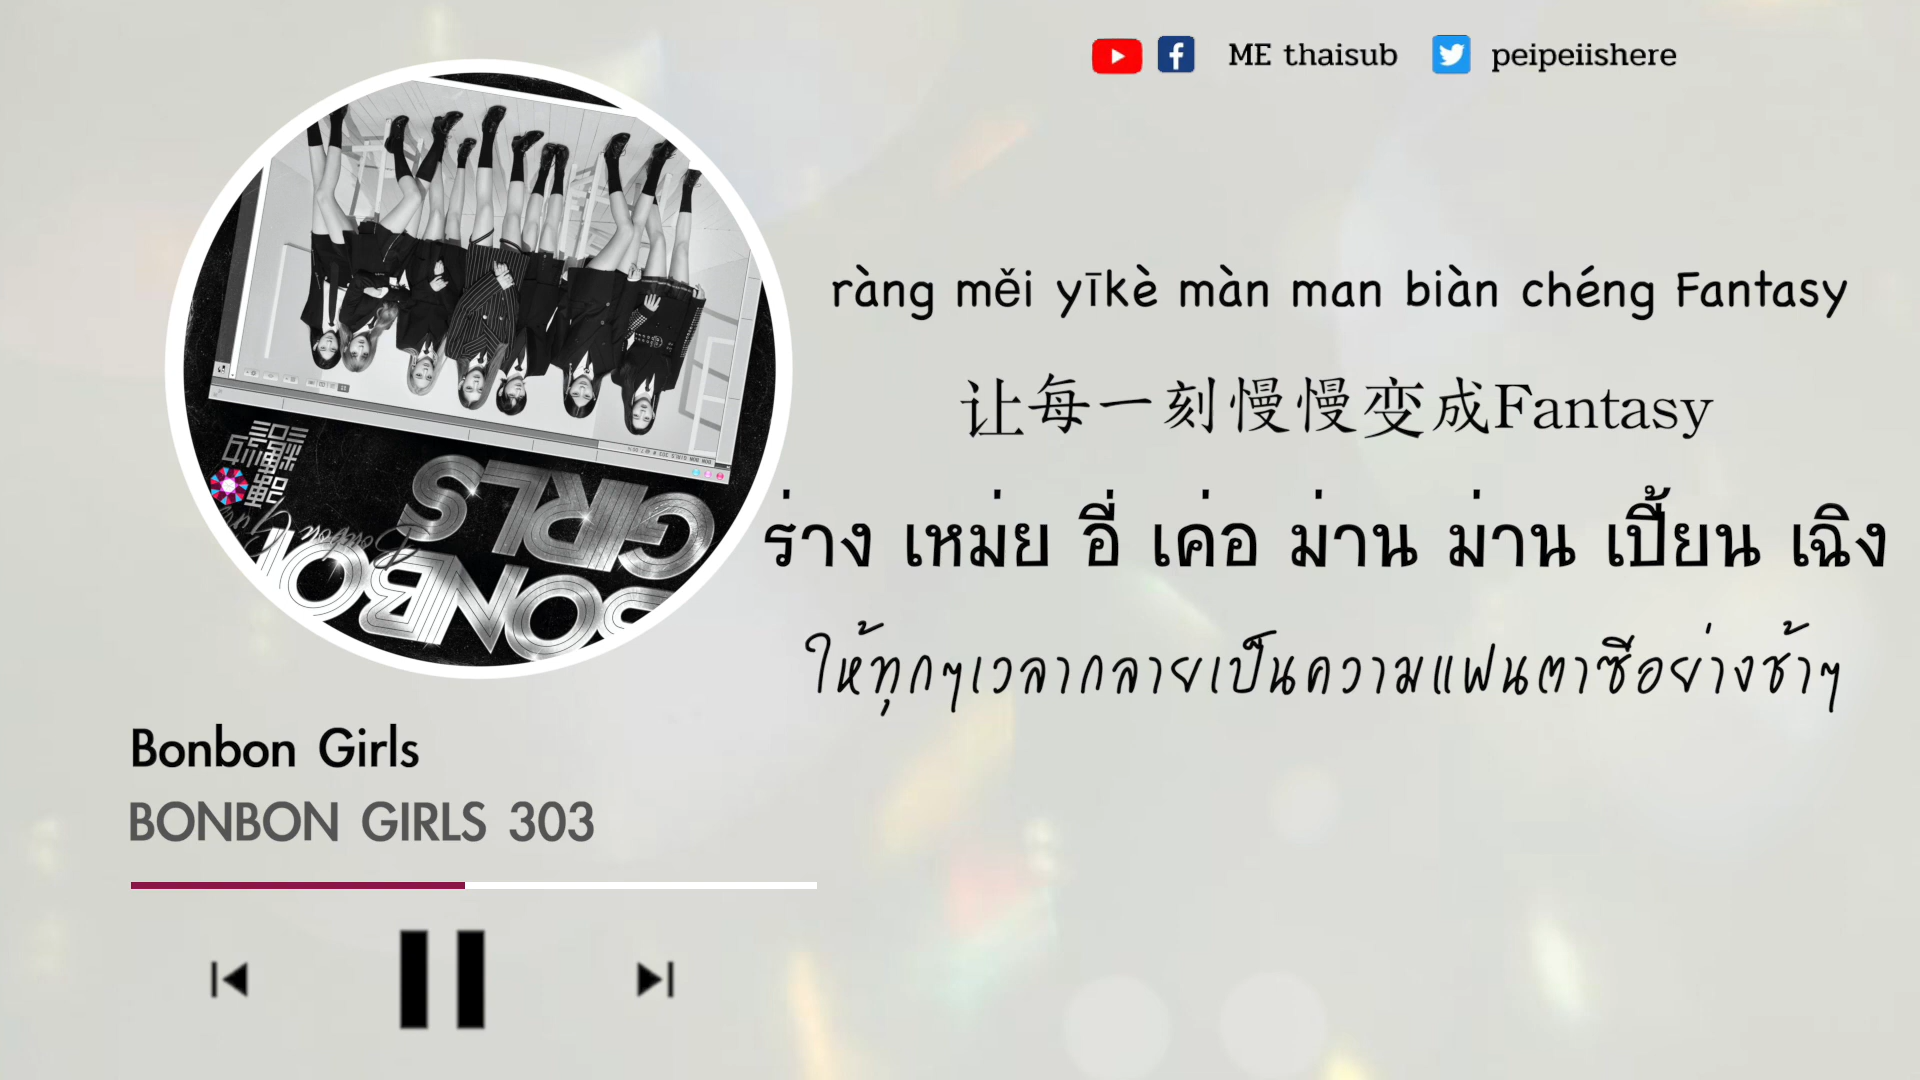 ME thaisub peipeiishere
ràng měi yīkè màn man biàn chéng Fantasy
让每一刻慢慢变成Fantasy
ร่าง เหม่ย อี่ เค่อ ม่าน ม่าน เปี้ยน เฉิง
ให้ทุกๆเวลากลายเป็นความแฟนตาซีอย่างช้าๆ
GIRLS
BONBON
Bonbon Girls
BONBON GIRLS 303